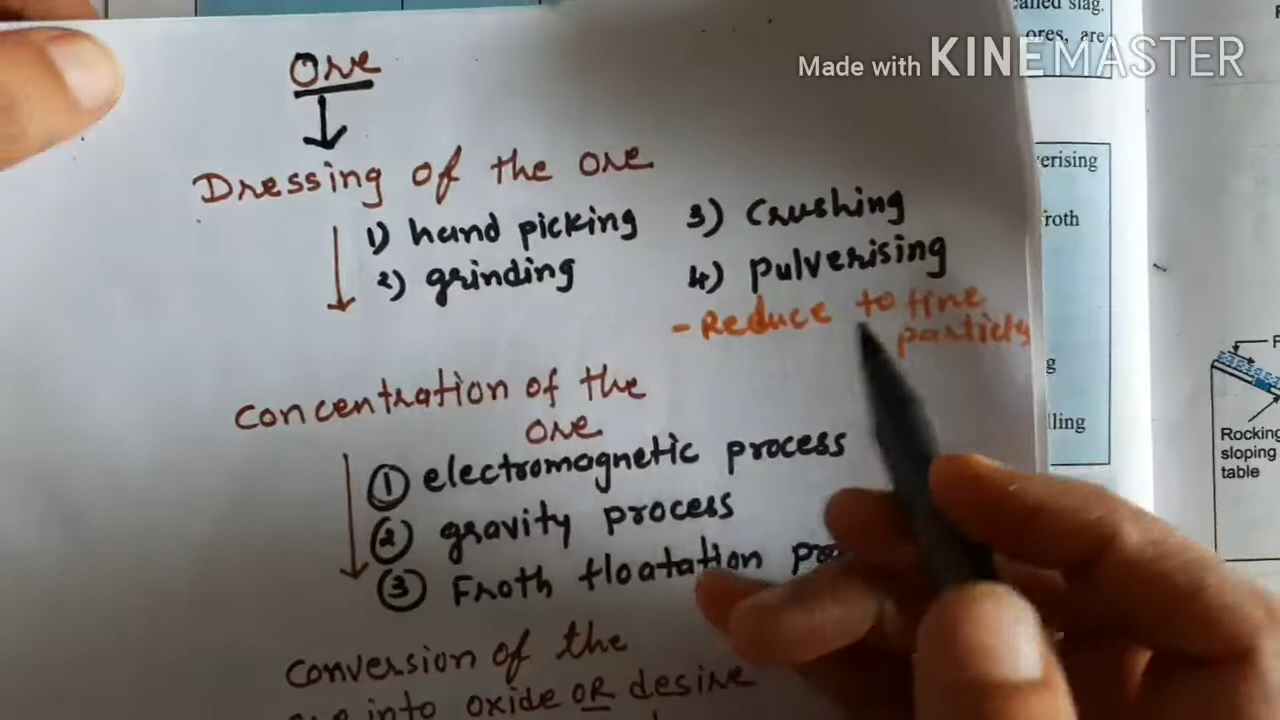 Made with KINEMASTER
Ore
Dressing of the ore
1) hand picking
2) grinding
3) Crushing
4) pulverising
- Reduce to fine
particls
concentration of the
ore
① electromagnetic process
② gravity process
③ Froth floatation
conversion of the
into oxide OR desire
slag.
ores, are
erising
roth
g
lling
Rocking
sloping
table